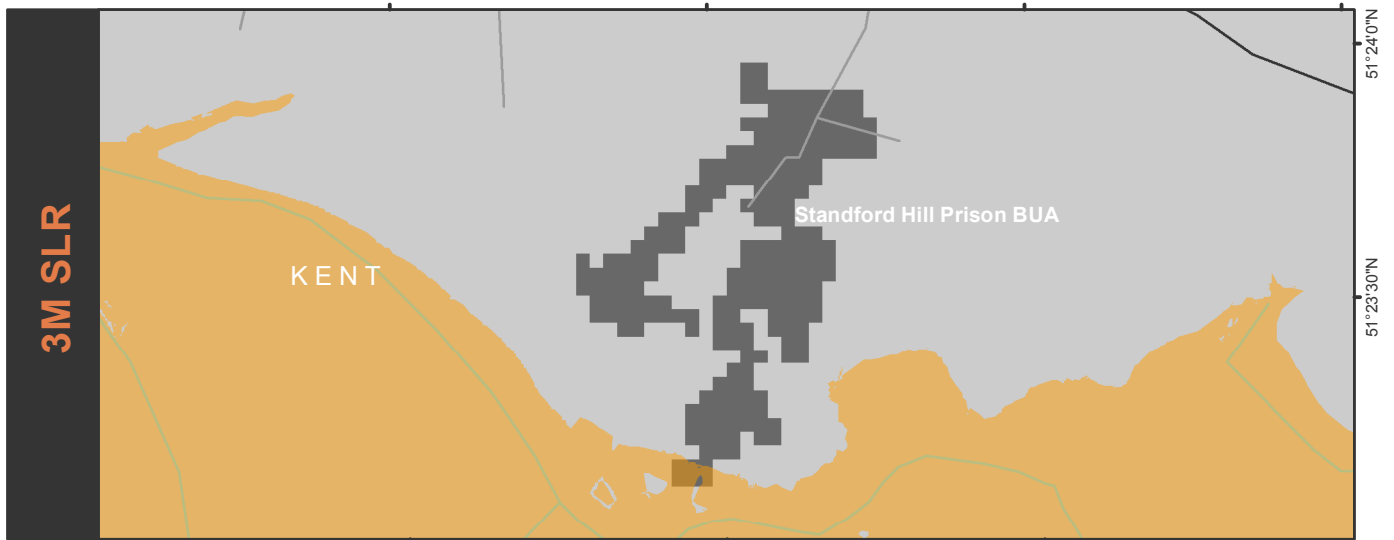 3M SLR
KENT
Standford Hill Prison BUA
51°24'0"N
51°23'30"N